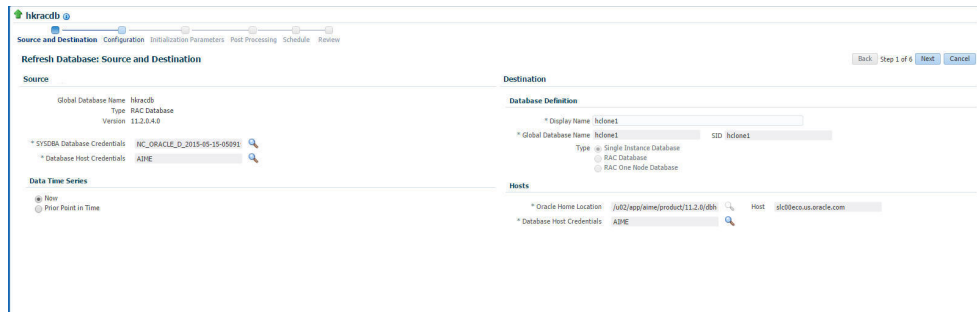 hkracdb
Source and Destination Configuration Initialization Parameters Post Processing Schedule Review
Refresh Database: Source and Destination
Back Step 1 of 6 Next Cancel
Source
Global Database Name hkracdb
Type RAC Database
Version 11.2.0.4.0
* SYSDBA Database Credentials NC_ORACLE_D_2015-05-15-05091
* Database Host Credentials AIME
Data Time Series
Now
Prior Point in Time
Destination
Database Definition
* Display Name hclone1
* Global Database Name hclone1 SID hclone1
Type Single Instance Database
RAC Database
RAC One Node Database
Hosts
* Oracle Home Location /u02/app/aime/product/11.2.0/dbh Host slc00eco.us.oracle.com
* Database Host Credentials AIME